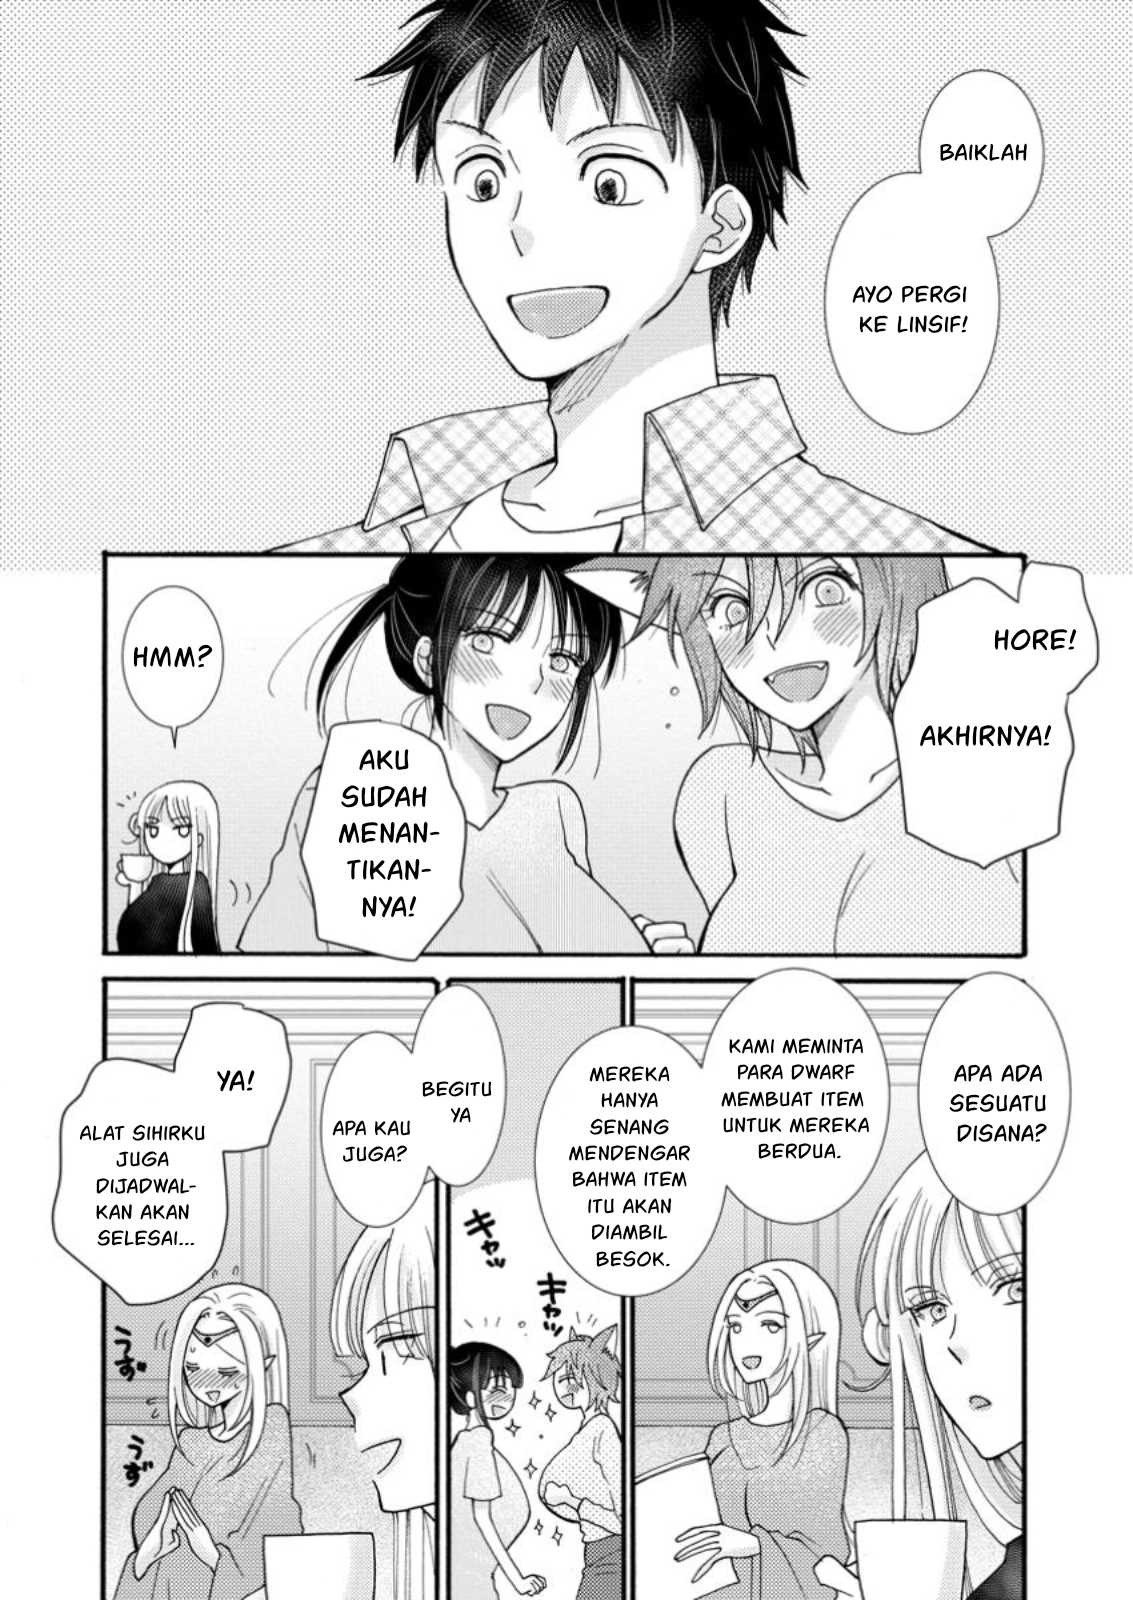 BAIKLAH
AYO PERGI
KE LINSIF!
HORE!
AKHIRNYA!
AKU
SUDAH
MENAN-
TIKAN-
NYA!
HMM?
APA ADA
SESUATU
DISANA?
KAMI MEMINTA
PARA DWARF
MEMBUAT ITEM
UNTUK MEREKA
BERDUA.
MEREKA
HANYA
SENANG
MENDENGAR
BAHWA ITEM
ITU AKAN
DIAMBIL
BESOK.
キャッ
キャッ
BEGITU
YA
APA KAU
JUGA?
YA!
ALAT SIHIRKU
JUGA
DIJADWAL-
KAN AKAN
SELESAI...
うず
うず